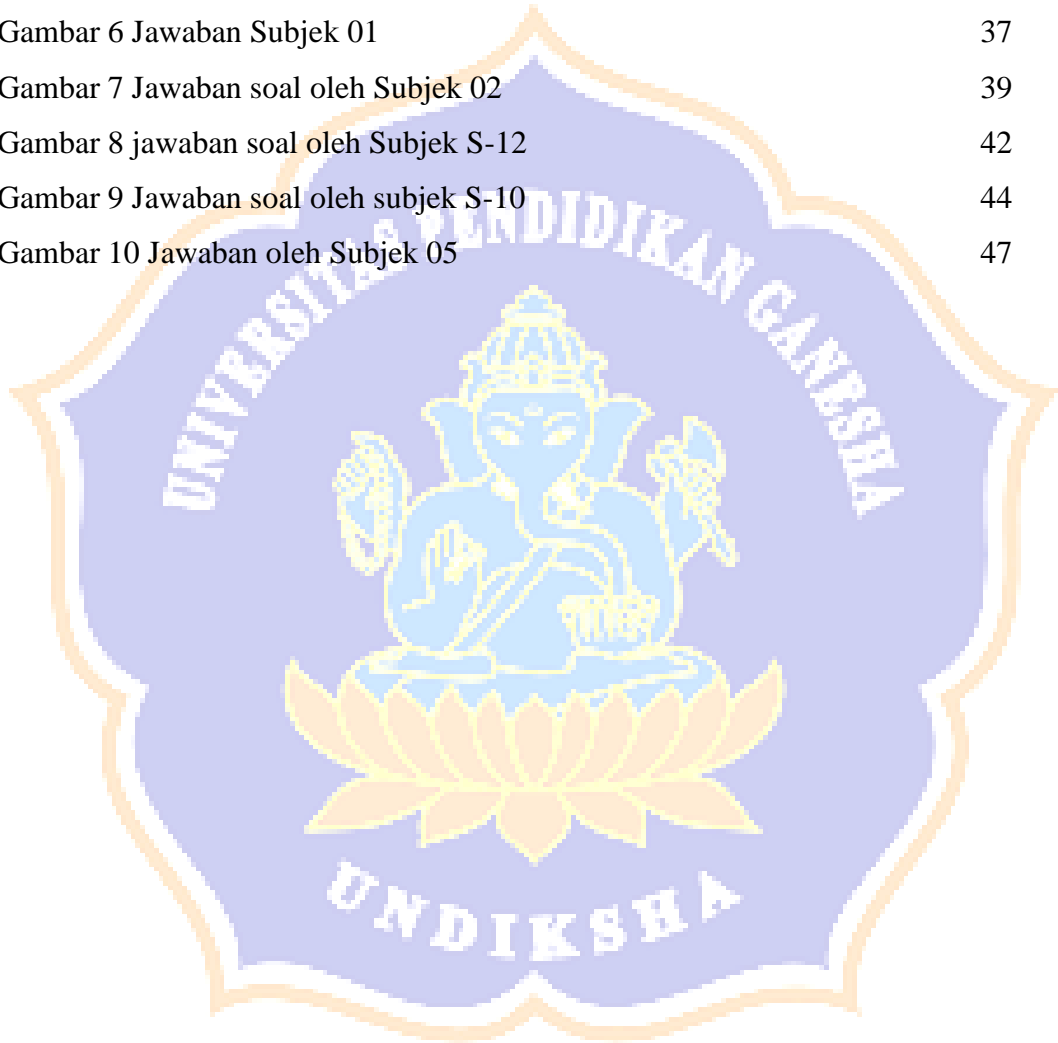 Gambar 6 Jawaban Subjek 01 37
Gambar 7 Jawaban soal oleh Subjek 02 39
Gambar 8 jawaban soal oleh Subjek S-12 42
Gambar 9 Jawaban soal oleh subjek S-10 44
Gambar 10 Jawaban oleh Subjek 05 47
UNIVERSITAS PENDIDIKAN GANESHA
UNDIKSHA